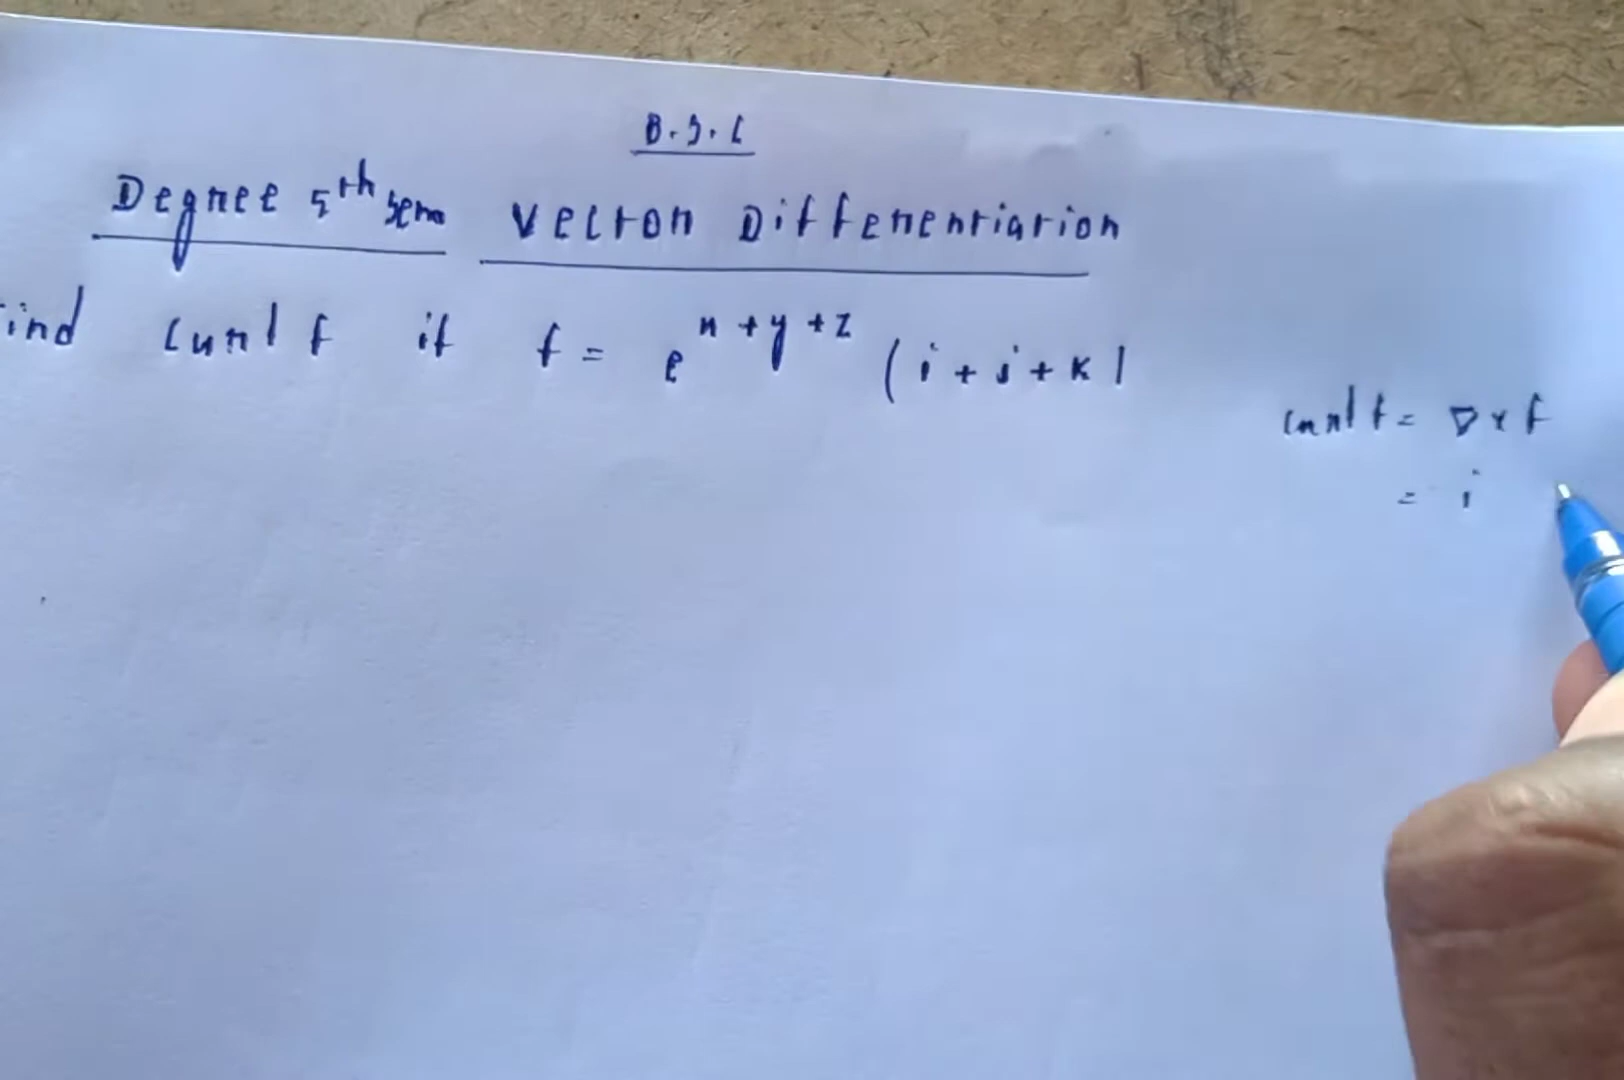 B.S.C
Degree 5th sem Vector Differentiation
ind curl f if f = e^x+y+z (i+j+k)
curl f = ∇ x f
= i